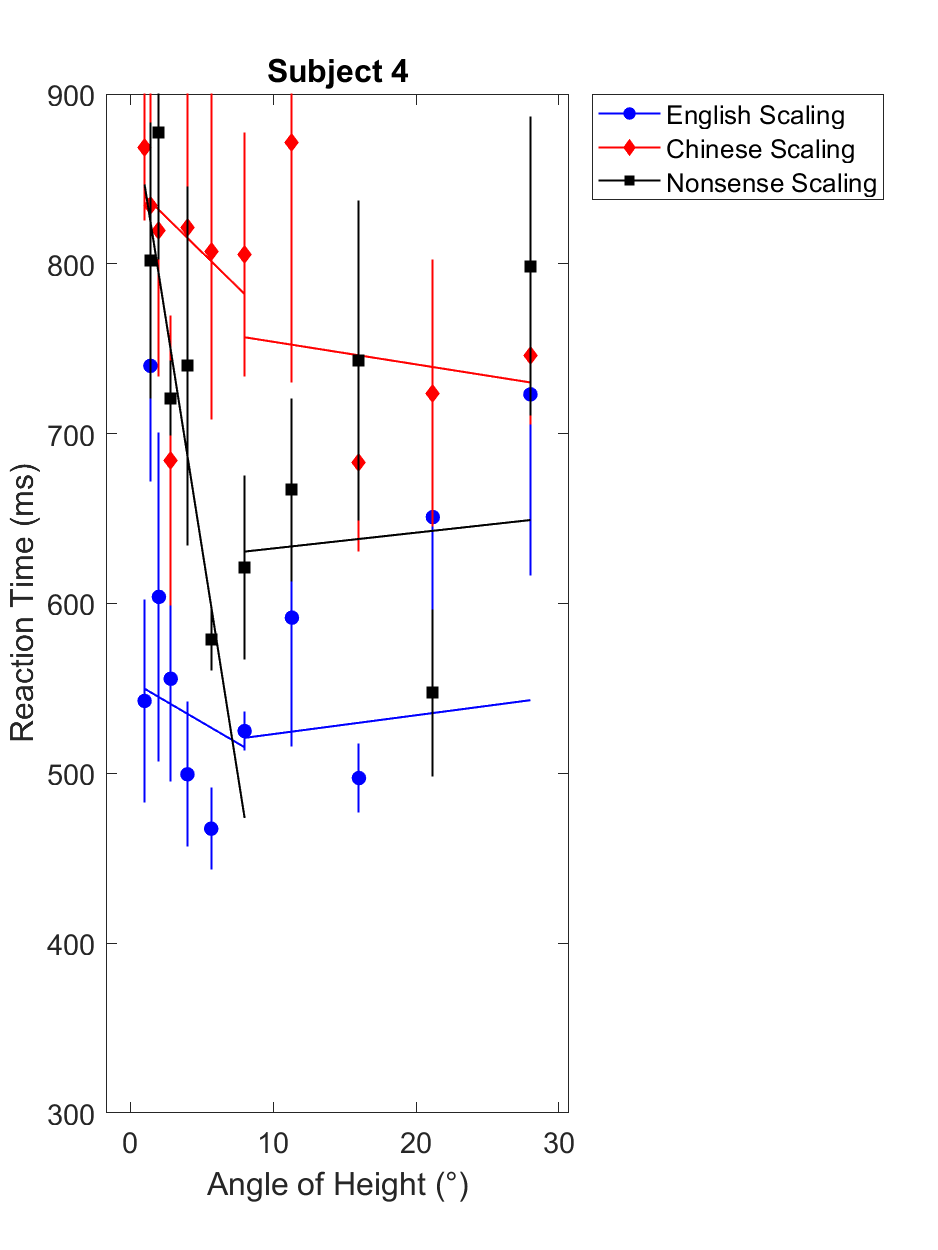 Subject 4
900
800
700
600
500
400
300
Reaction Time (ms)
0 10 20 30
Angle of Height (°)
English Scaling
Chinese Scaling
Nonsense Scaling